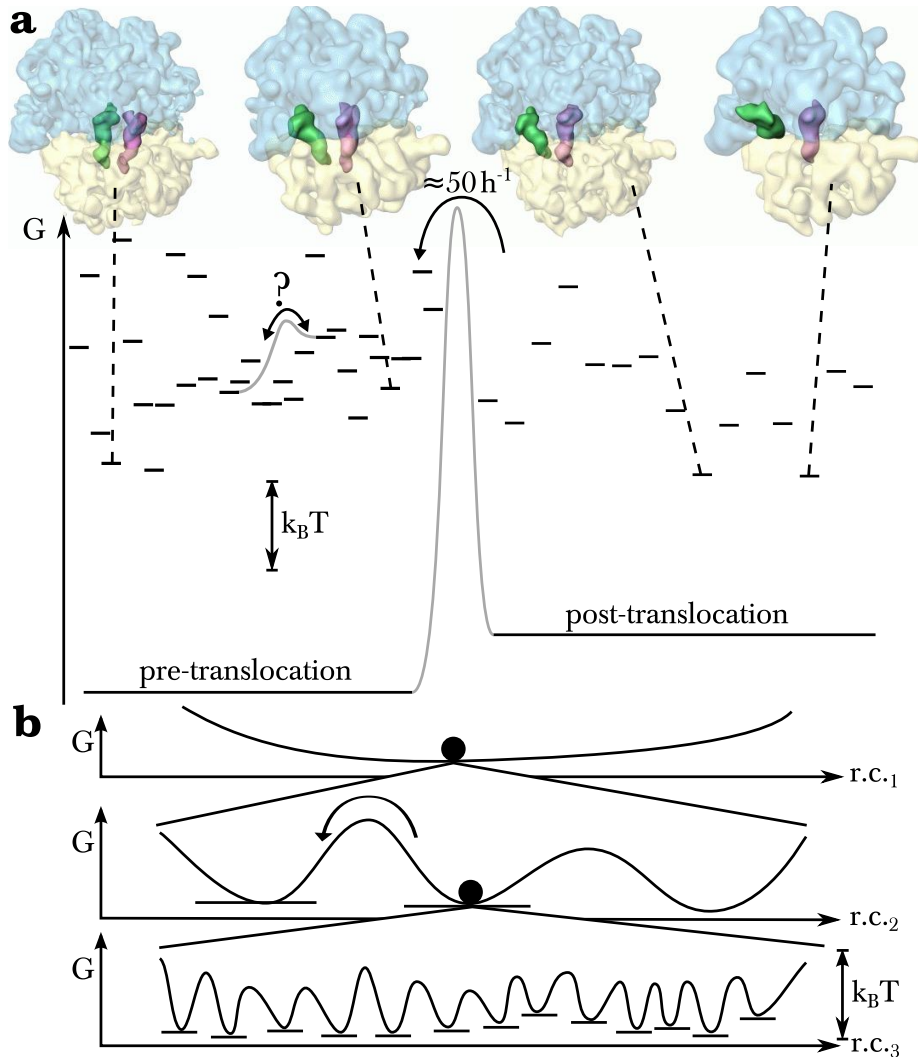 a
≈50 h⁻¹
G
?
k_BT
post-translocation
pre-translocation
b
G
r.c.₁
G
r.c.₂
G
k_BT
r.c.₃